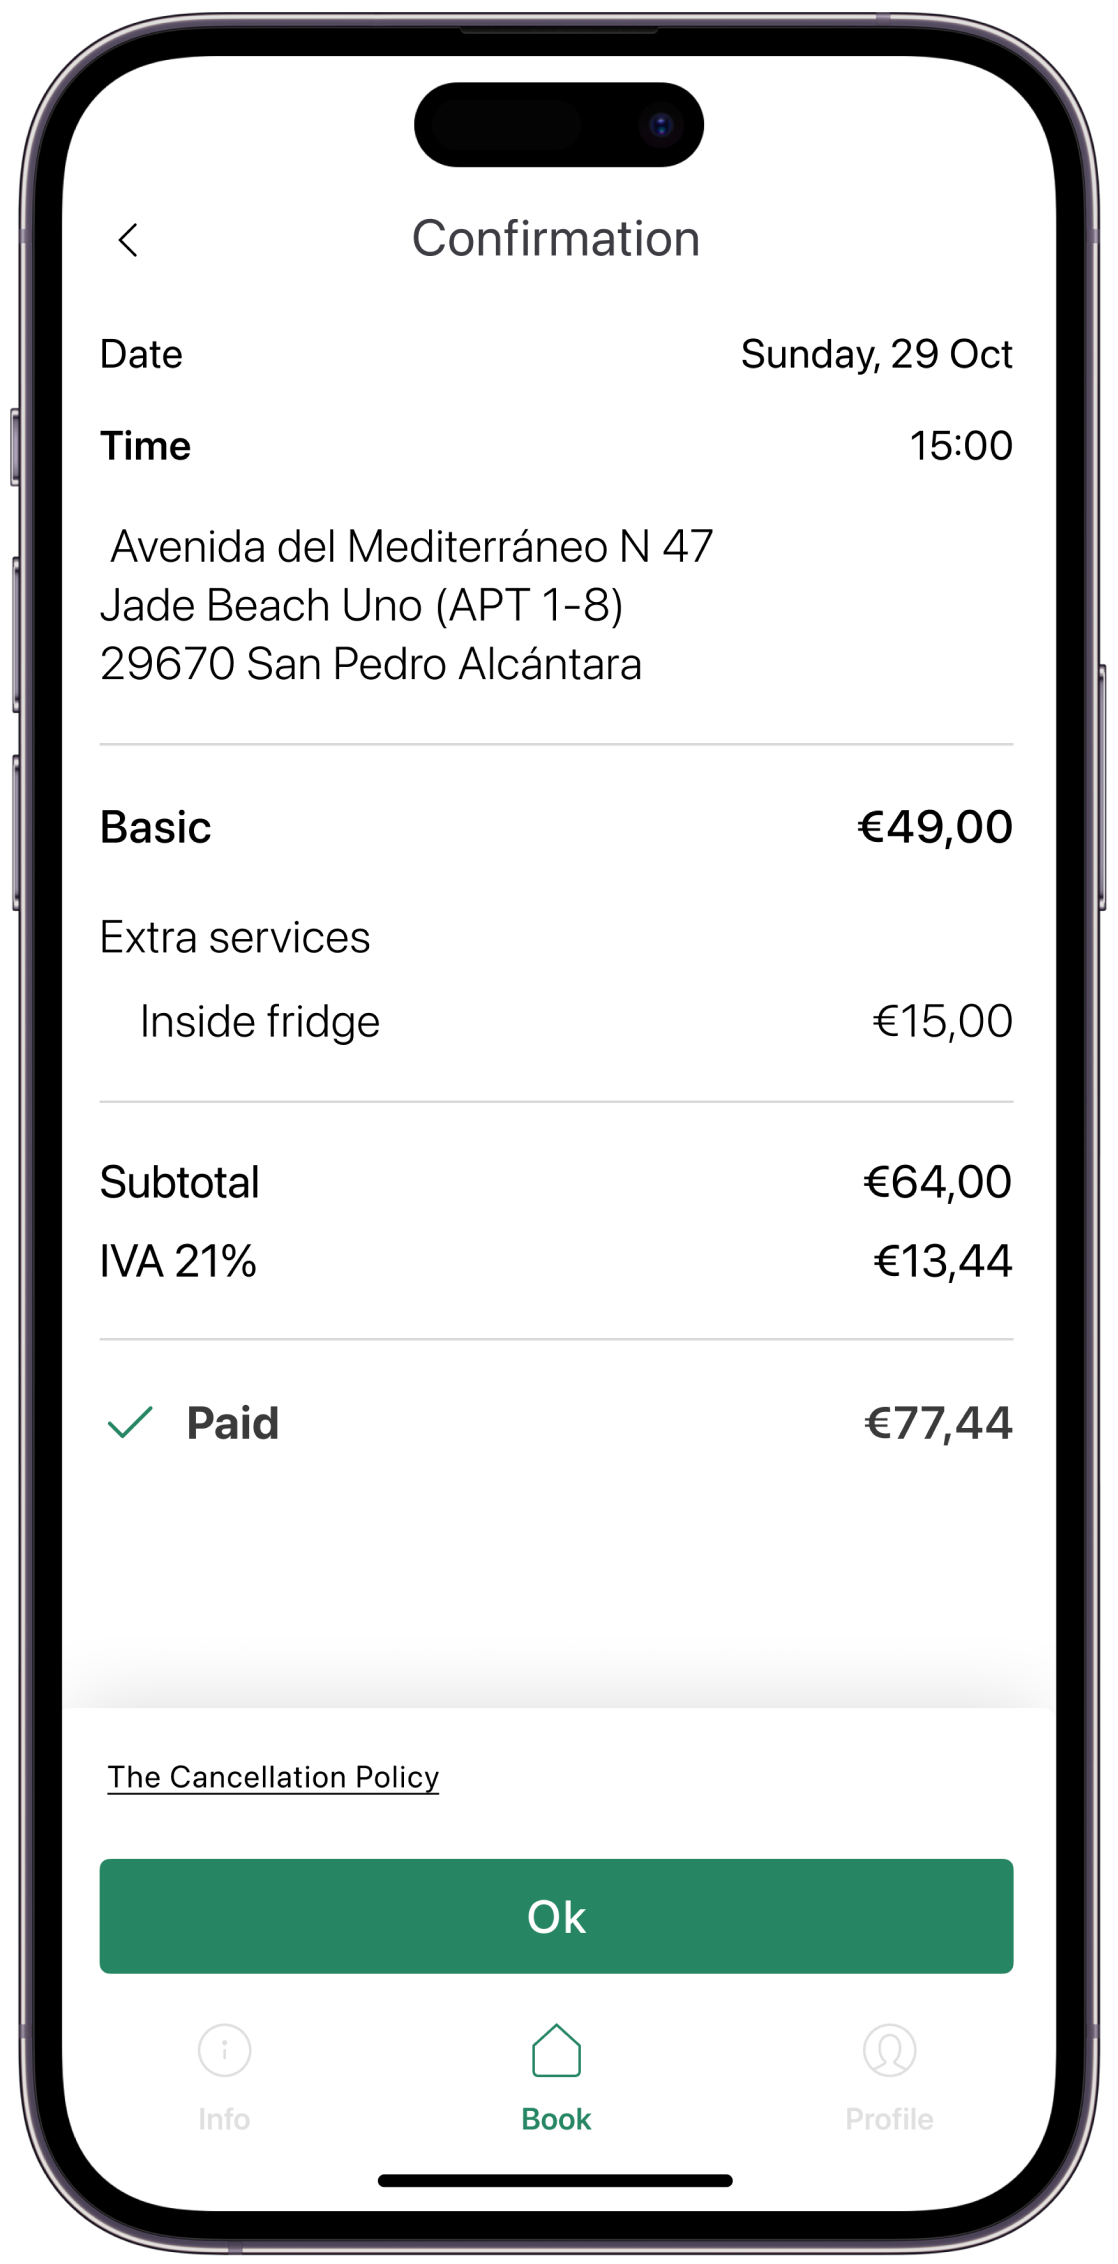 Confirmation
Date Sunday, 29 Oct
Time 15:00
Avenida del Mediterráneo N 47
Jade Beach Uno (APT 1-8)
29670 San Pedro Alcántara
Basic €49,00
Extra services
Inside fridge €15,00
Subtotal €64,00
IVA 21% €13,44
Paid €77,44
The Cancellation Policy
Ok
Info Book Profile